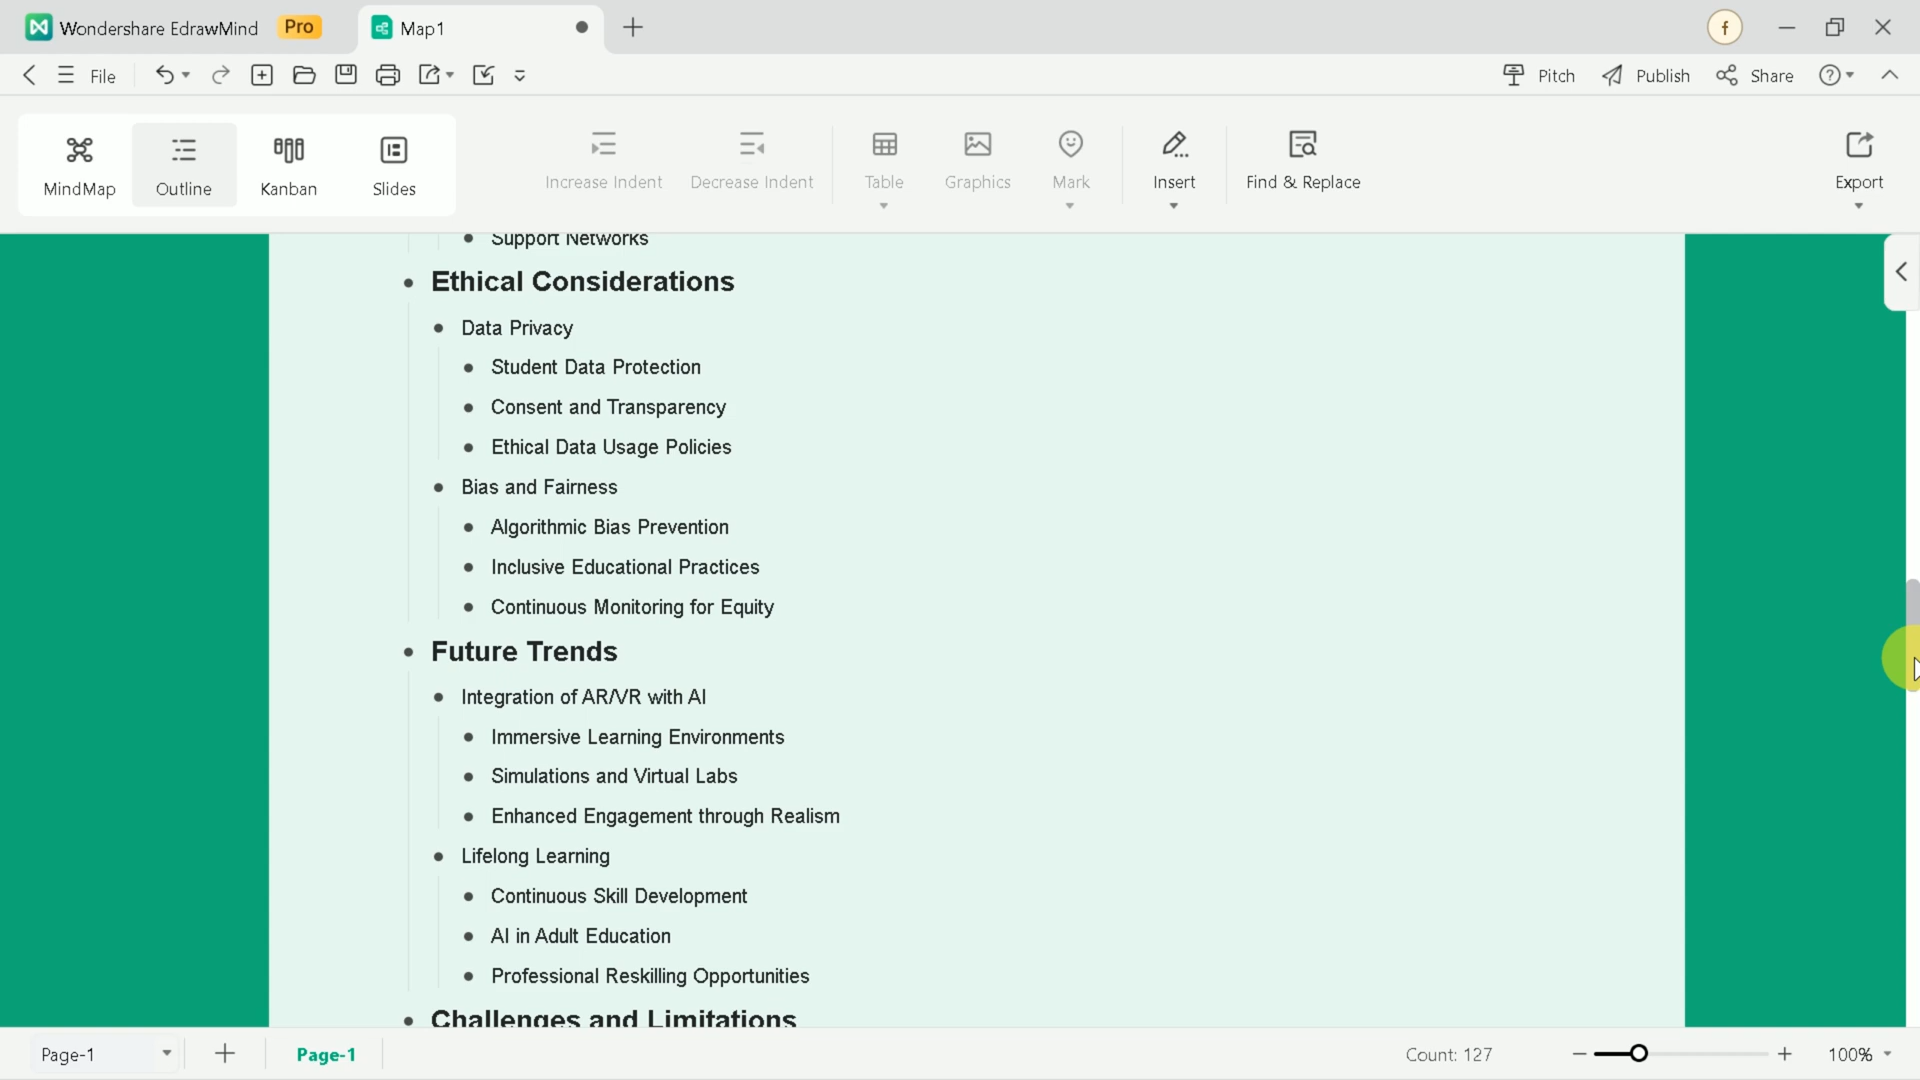 Wondershare EdrawMind Pro Map1 f
File Pitch Publish Share
MindMap Outline Kanban Slides Increase Indent Decrease Indent Table Graphics Mark Insert Find & Replace Export
Support Networks
Ethical Considerations
Data Privacy
Student Data Protection
Consent and Transparency
Ethical Data Usage Policies
Bias and Fairness
Algorithmic Bias Prevention
Inclusive Educational Practices
Continuous Monitoring for Equity
Future Trends
Integration of AR/VR with AI
Immersive Learning Environments
Simulations and Virtual Labs
Enhanced Engagement through Realism
Lifelong Learning
Continuous Skill Development
AI in Adult Education
Professional Reskilling Opportunities
Challenges and Limitations
Page-1 Page-1 Count: 127 100%